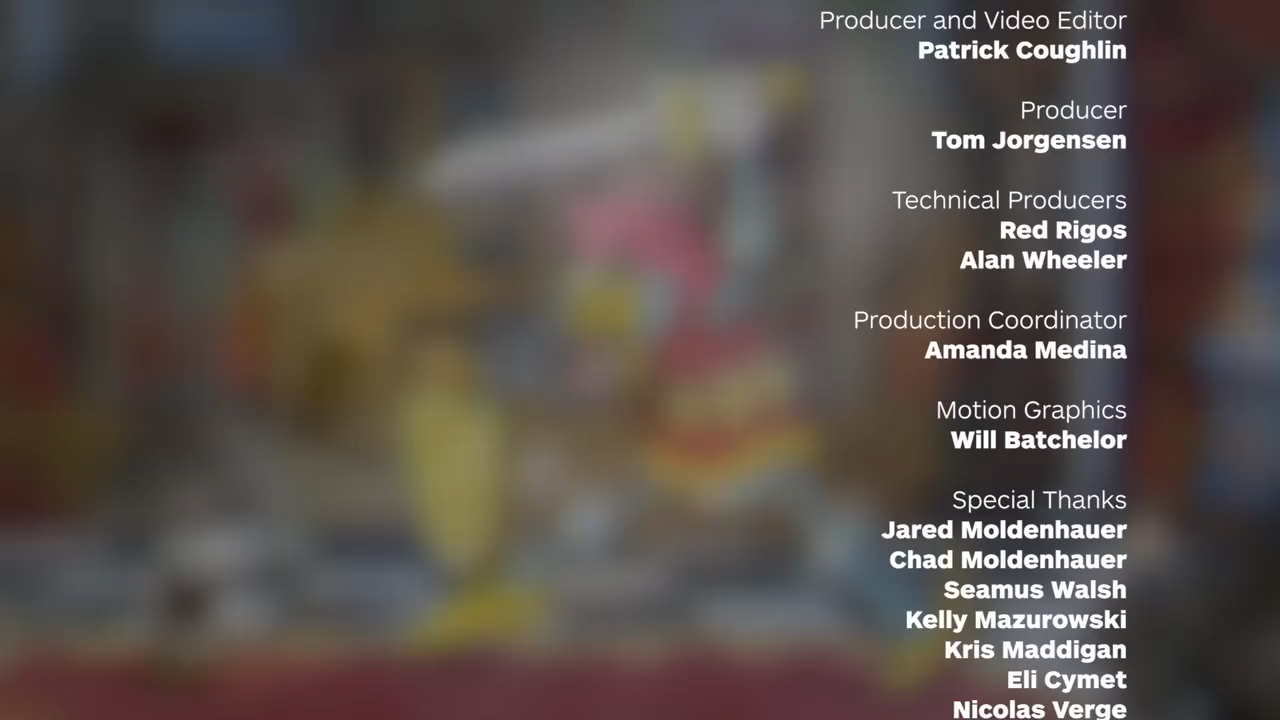 Producer and Video Editor
Patrick Coughlin
Producer
Tom Jorgensen
Technical Producers
Red Rigos
Alan Wheeler
Production Coordinator
Amanda Medina
Motion Graphics
Will Batchelor
Special Thanks
Jared Moldenhauer
Chad Moldenhauer
Seamus Walsh
Kelly Mazurowski
Kris Maddigan
Eli Cymet
Nicolas Verge